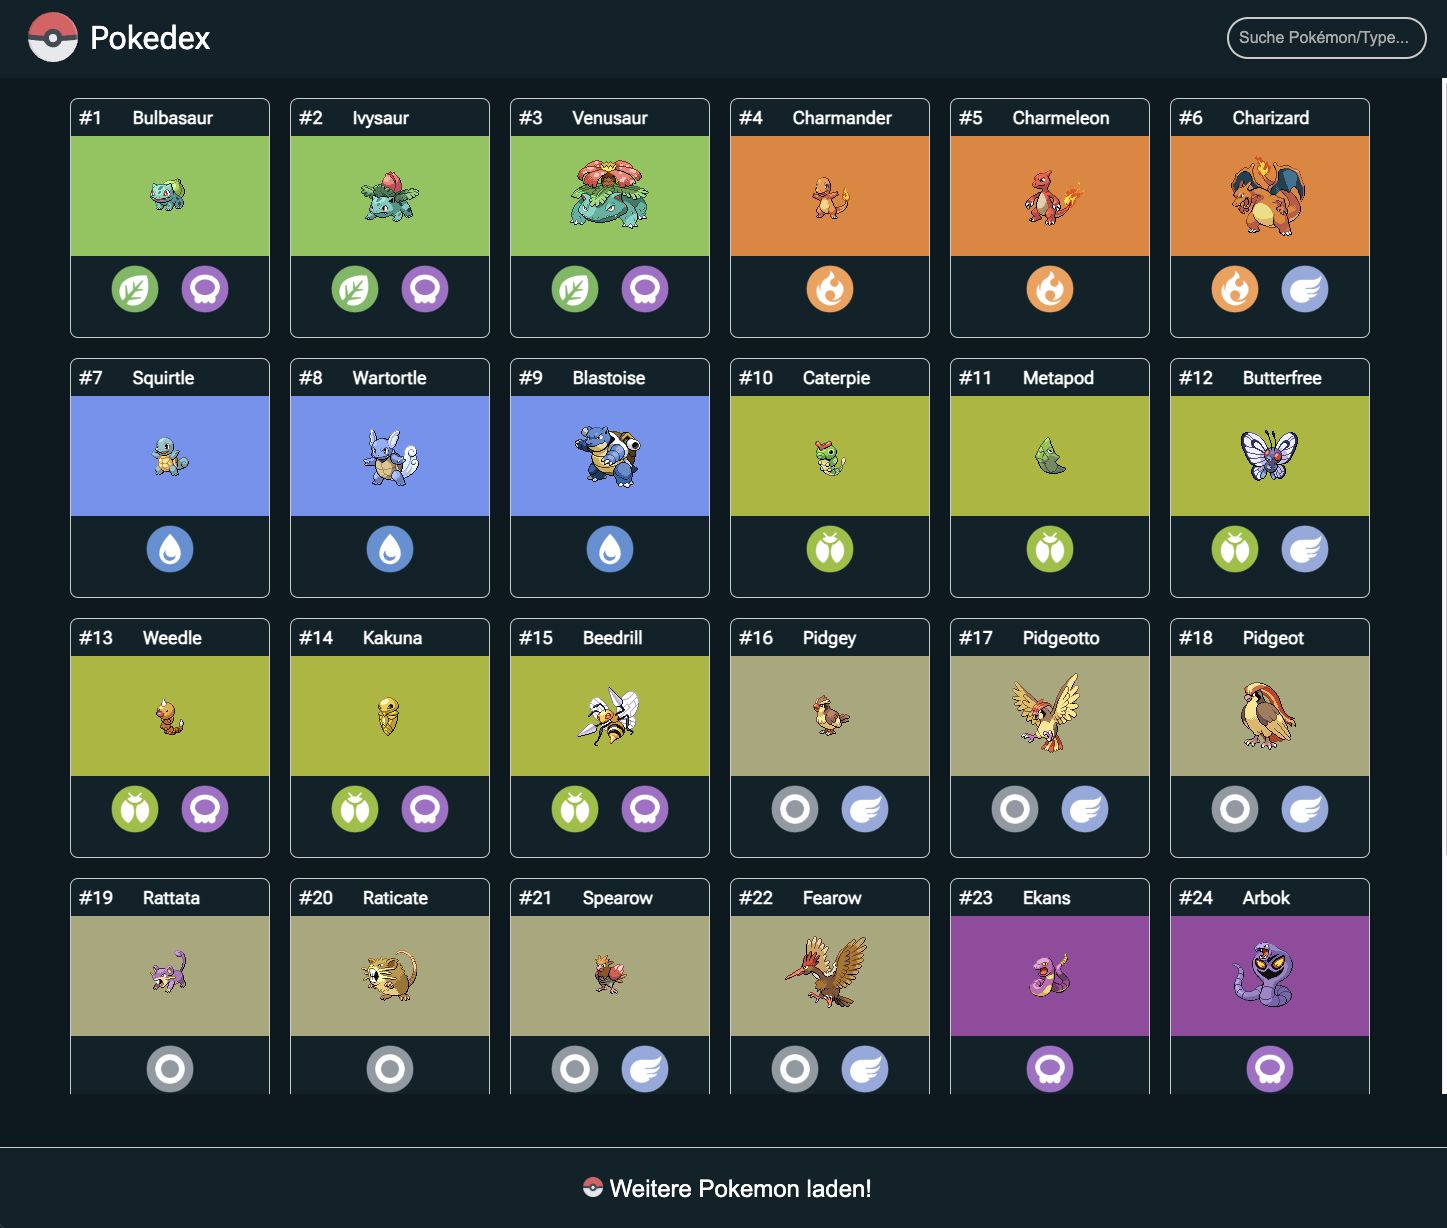 Pokedex
Suche Pokémon/Type...
#1 Bulbasaur
#2 Ivysaur
#3 Venusaur
#4 Charmander
#5 Charmeleon
#6 Charizard
#7 Squirtle
#8 Wartortle
#9 Blastoise
#10 Caterpie
#11 Metapod
#12 Butterfree
#13 Weedle
#14 Kakuna
#15 Beedrill
#16 Pidgey
#17 Pidgeotto
#18 Pidgeot
#19 Rattata
#20 Raticate
#21 Spearow
#22 Fearow
#23 Ekans
#24 Arbok
Weitere Pokemon laden!